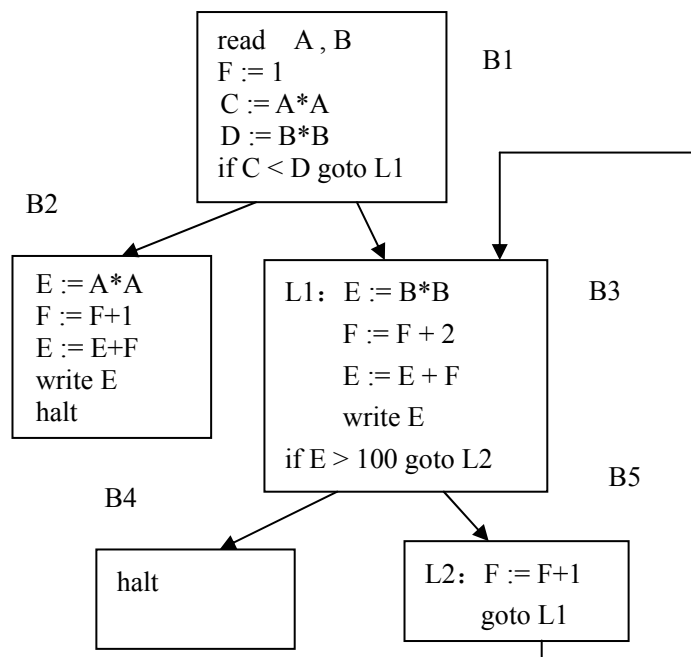 read A , B
F := 1
C := A*A
D := B*B
if C < D goto L1
B1
B2
E := A*A
F := F+1
E := E+F
write E
halt
L1： E := B*B
F := F + 2
E := E + F
write E
if E > 100 goto L2
B3
B4
halt
B5
L2： F := F+1
goto L1